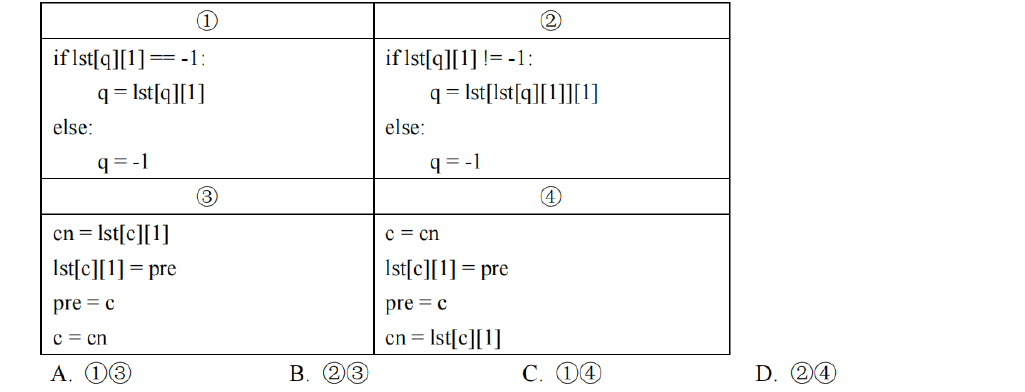 ① ②
if lst[q][1] == -1: if lst[q][1] != -1:
q = lst[q][1] q = lst[lst[q][1]][1]
else: else:
q = -1 q = -1
③ ④
cn = lst[c][1] c = cn
lst[c][1] = pre lst[c][1] = pre
pre = c pre = c
c = cn cn = lst[c][1]
A. ①③ B. ②③ C. ①④ D. ②④